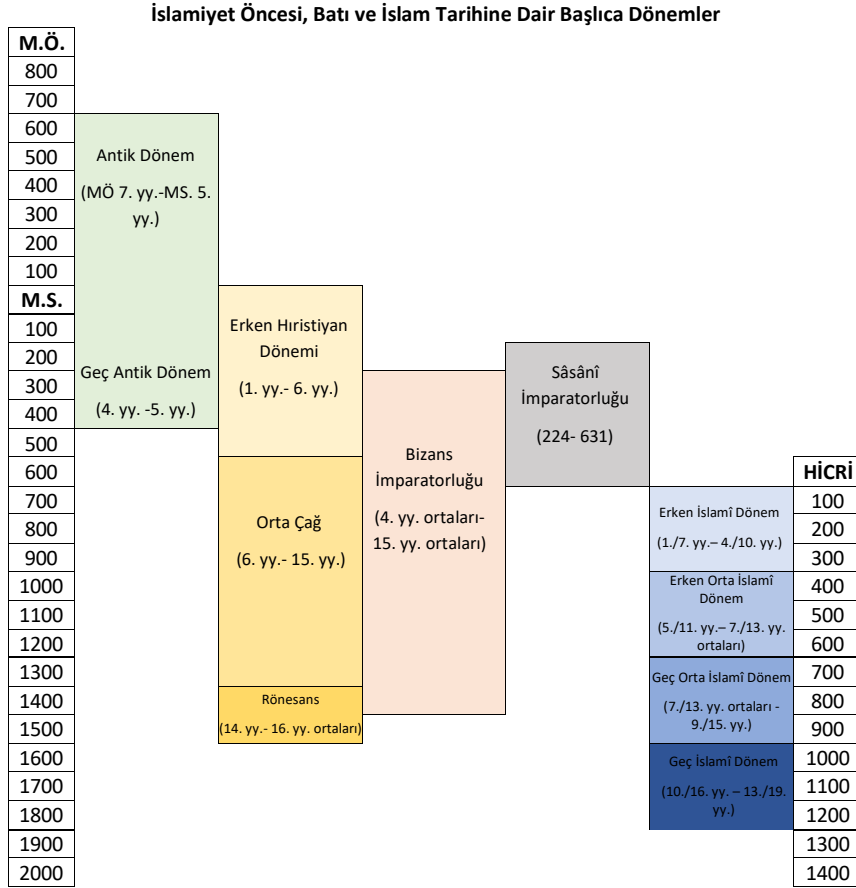 İslamiyet Öncesi, Batı ve İslam Tarihine Dair Başlıca Dönemler
M.Ö.
800
700
600
500
400
300
200
100
M.S.
100
200
300
400
500
600
700
800
900
1000
1100
1200
1300
1400
1500
1600
1700
1800
1900
2000
Antik Dönem
(MÖ 7. yy.-MS. 5.
yy.)
Geç Antik Dönem
(4. yy. -5. yy.)
Erken Hıristiyan
Dönemi
(1. yy.- 6. yy.)
Orta Çağ
(6. yy.- 15. yy.)
Rönesans
(14. yy.- 16. yy. ortaları)
Bizans
İmparatorluğu
(4. yy. ortaları-
15. yy. ortaları)
Sâsânî
İmparatorluğu
(224- 631)
Erken İslamî Dönem
(1./7. yy.– 4./10. yy.)
Erken Orta İslamî
Dönem
(5./11. yy.– 7./13. yy.
ortaları)
Geç Orta İslamî Dönem
(7./13. yy. ortaları -
9./15. yy.)
Geç İslamî Dönem
(10./16. yy. – 13./19.
yy.)
HİCRİ
100
200
300
400
500
600
700
800
900
1000
1100
1200
1300
1400